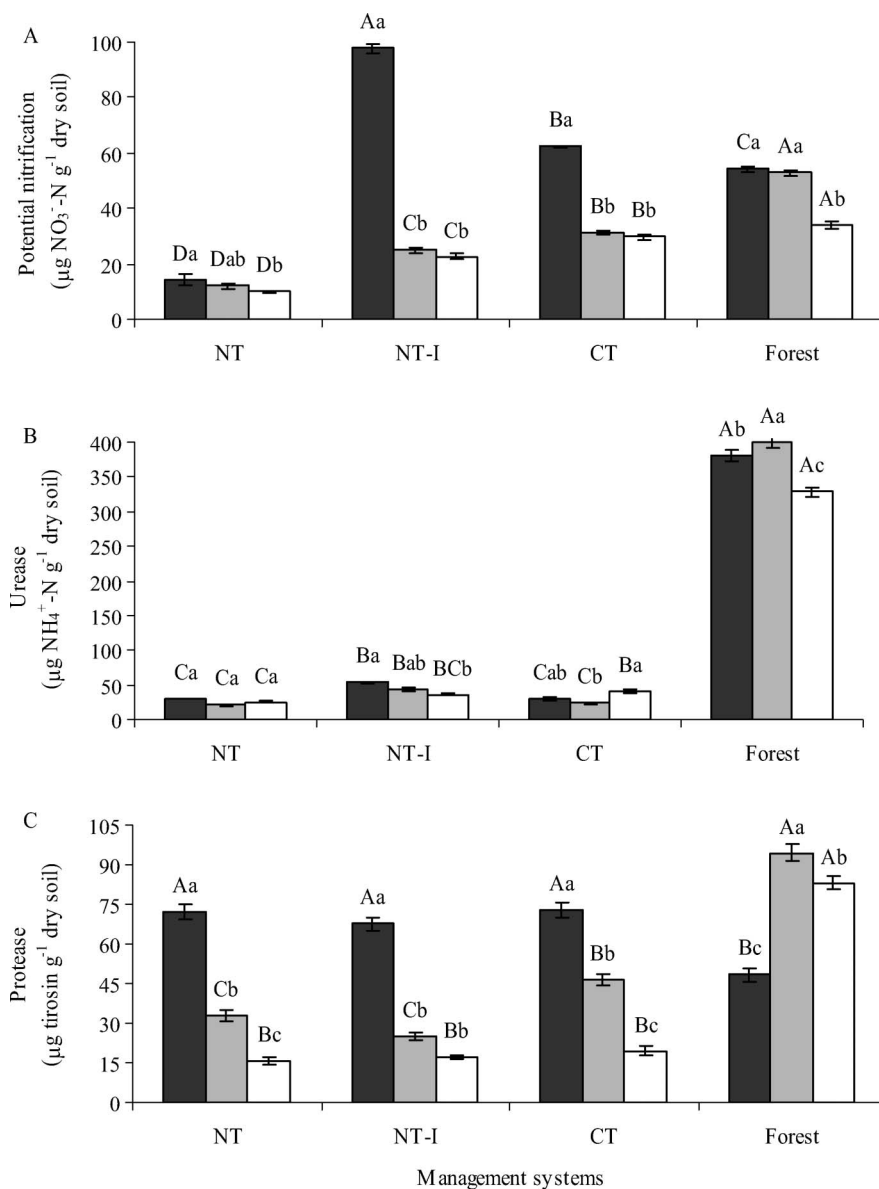 A
Potential nitrification
(µg NO₃⁻-N g⁻¹ dry soil)
100
80
60
40
20
0
Da Dab Db
Aa
Cb Cb
Ba
Bb Bb
Ca Aa
Ab
NT NT-I CT Forest
B
Urease
(µg NH₄⁺-N g⁻¹ dry soil)
400
350
300
250
200
150
100
50
0
Ca Ca Ca
Ba Bab BCb
Cab Cb Ba
Ab Aa
Ac
NT NT-I CT Forest
C
Protease
(µg tirosin g⁻¹ dry soil)
105
90
75
60
45
30
15
0
Aa
Cb
Bc
Aa
Cb
Bb
Aa
Bb
Bc
Bc
Aa
Ab
NT NT-I CT Forest
Management systems